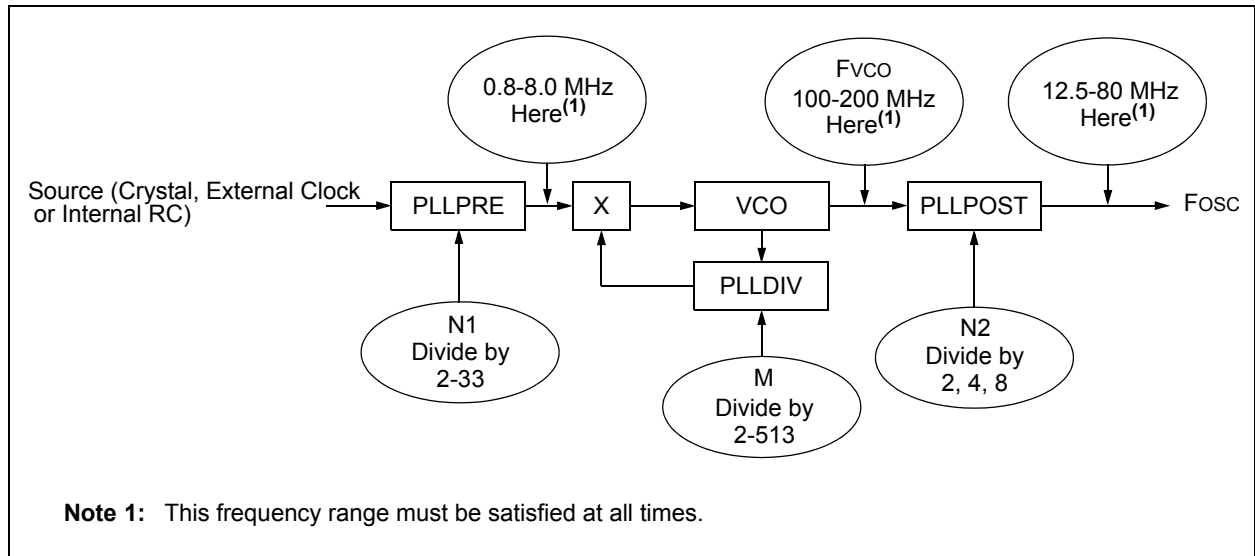 0.8-8.0 MHz
Here(1)
FVCO
100-200 MHz
Here(1)
12.5-80 MHz
Here(1)
Source (Crystal, External Clock
or Internal RC)
PLLPRE
X
VCO
PLLPOST
FOSC
PLLDIV
N1
Divide by
2-33
M
Divide by
2-513
N2
Divide by
2, 4, 8
Note 1: This frequency range must be satisfied at all times.